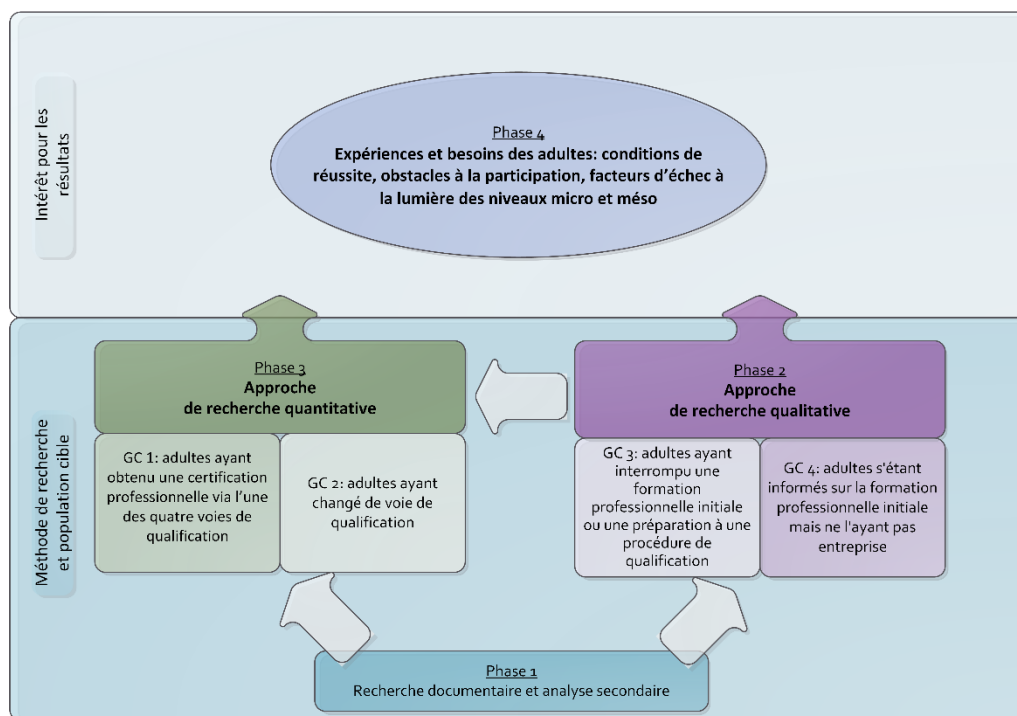 Intérêt pour les
résultats
Phase 4
Expériences et besoins des adultes: conditions de
réussite, obstacles à la participation, facteurs d’échec à
la lumière des niveaux micro et méso
Méthode de recherche
et population cible
Phase 3
Approche
de recherche quantitative
Phase 2
Approche
de recherche qualitative
GC 1: adultes ayant
obtenu une certification
professionnelle via l’une
des quatre voies de
qualification
GC 2: adultes ayant
changé de voie de
qualification
GC 3: adultes ayant
interrompu une
formation
professionnelle initiale
ou une préparation à une
procédure de
qualification
GC 4: adultes s'étant
informés sur la formation
professionnelle initiale
mais ne l'ayant pas
entreprise
Phase 1
Recherche documentaire et analyse secondaire